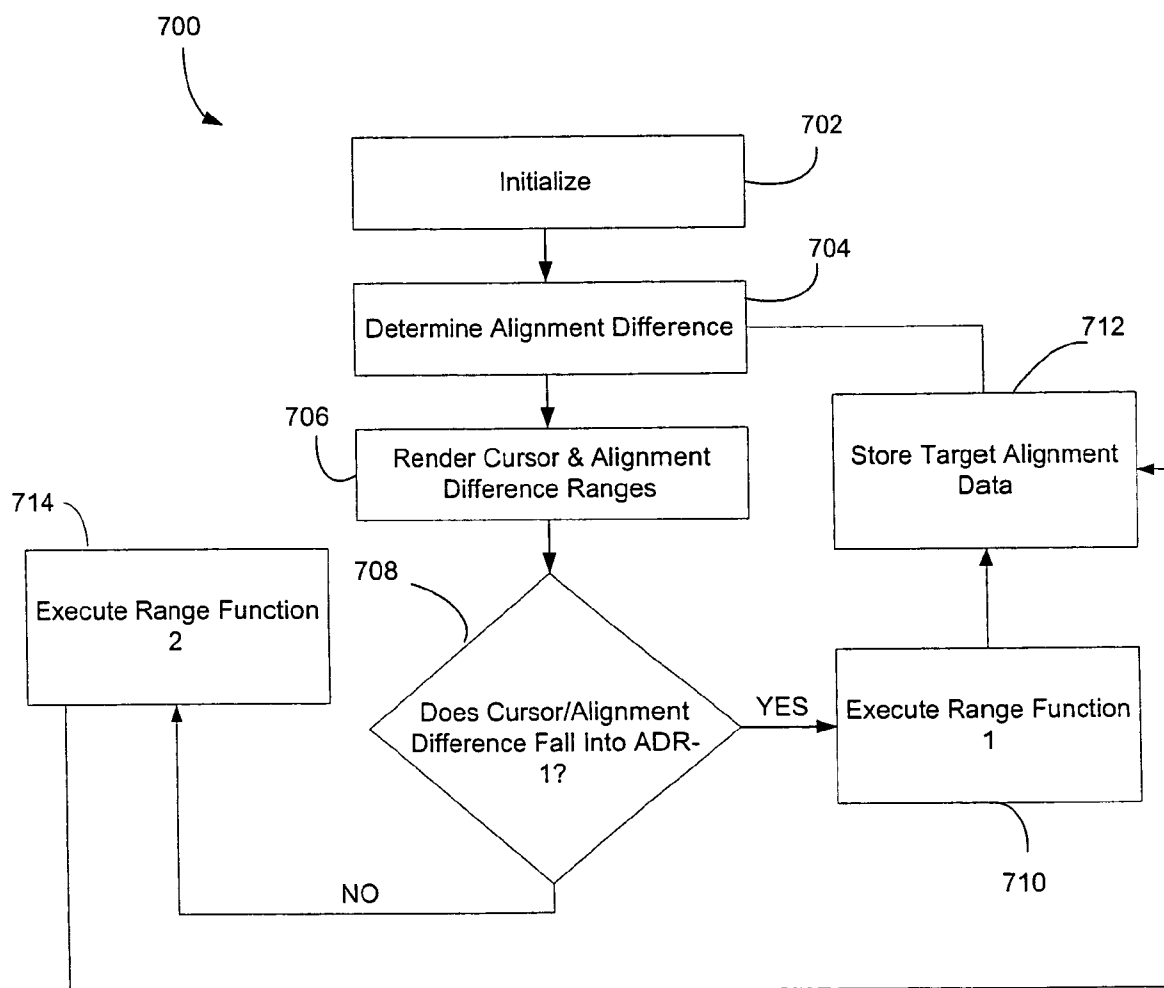 700
702
Initialize
704
Determine Alignment Difference
712
706
Render Cursor & Alignment
Difference Ranges
Store Target Alignment
Data
714
708
Execute Range Function
2
Does Cursor/Alignment
Difference Fall Into ADR-
1?
YES
Execute Range Function
1
710
NO